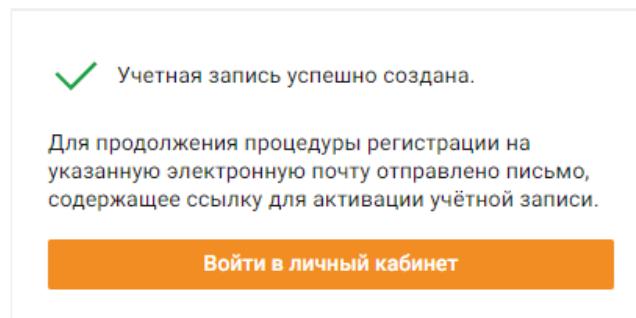 Учетная запись успешно создана.
Для продолжения процедуры регистрации на
указанную электронную почту отправлено письмо,
содержащее ссылку для активации учётной записи.
Войти в личный кабинет